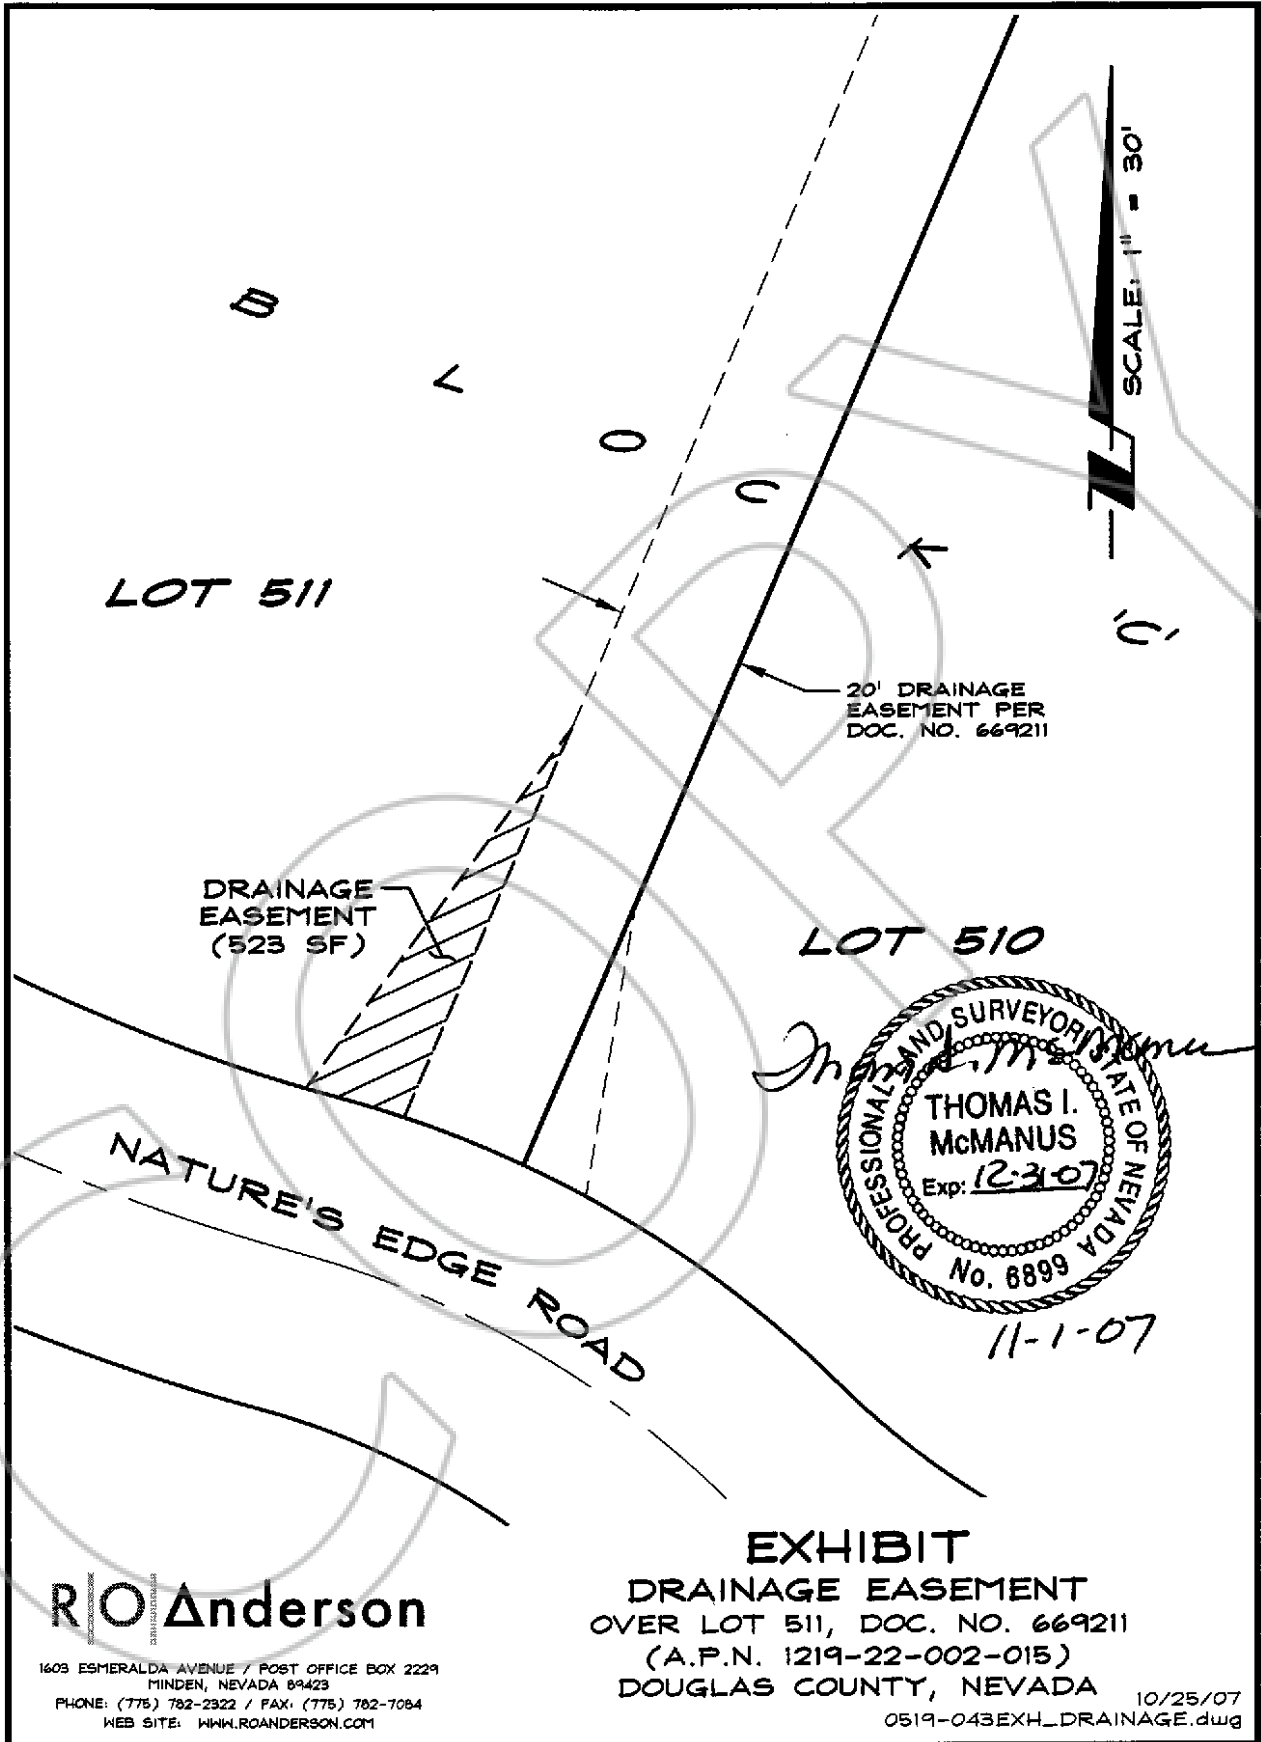 SCALE: 1" = 30'
BLOCK 'C'
LOT 511
20' DRAINAGE
EASEMENT PER
DOC. NO. 669211
DRAINAGE
EASEMENT
(523 SF)
LOT 510
PROFESSIONAL LAND SURVEYOR STATE OF NEVADA
THOMAS I.
McMANUS
Exp: 12-31-07
No. 6899
11-1-07
NATURE'S EDGE ROAD
EXHIBIT
DRAINAGE EASEMENT
OVER LOT 511, DOC. NO. 669211
(A.P.N. 1219-22-002-015)
DOUGLAS COUNTY, NEVADA
10/25/07
0519-043EXH_DRAINAGE.dwg
R|O|Anderson
1603 ESMERALDA AVENUE / POST OFFICE BOX 2229
MINDEN, NEVADA 89423
PHONE: (775) 782-2322 / FAX: (775) 782-7084
WEB SITE: WWW.ROANDERSON.COM
COPY